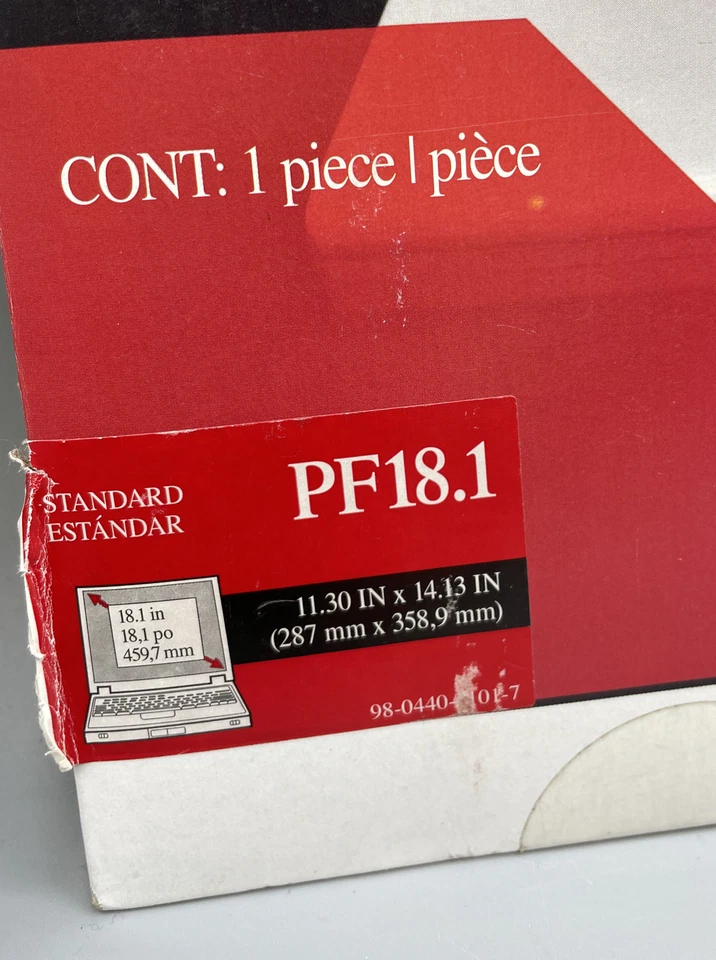 CONT: 1 piece | pièce
PF18.1
STANDARD
ESTÁNDAR
11.30 IN x 14.13 IN
(287 mm x 358,9 mm)
18.1 in
18,1 po
459,7 mm